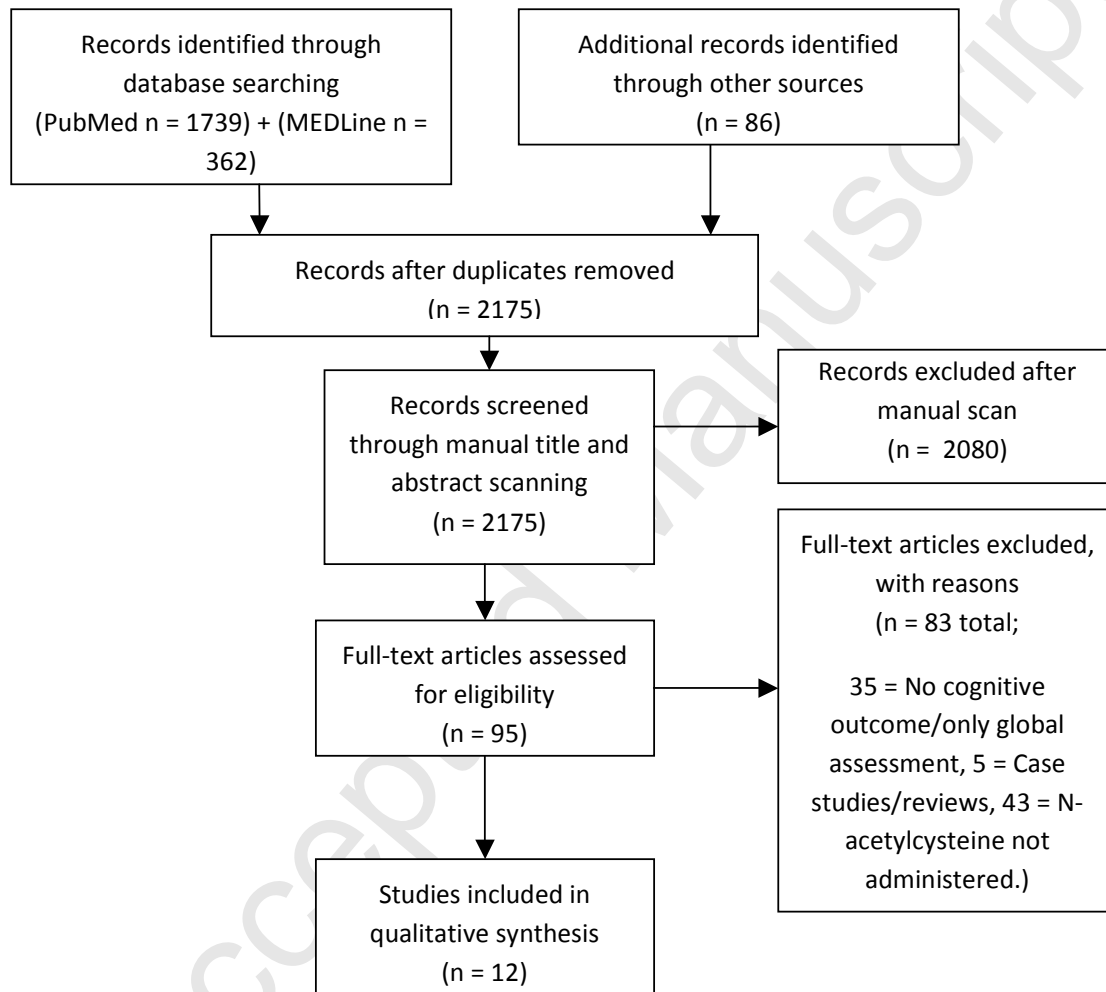 Records identified through
database searching
(PubMed n = 1739) + (MEDLine n =
362)
Additional records identified
through other sources
(n = 86)
Records after duplicates removed
(n = 2175)
Records screened
through manual title and
abstract scanning
(n = 2175)
Records excluded after
manual scan
(n =  2080)
Full-text articles assessed
for eligibility
(n = 95)
Full-text articles excluded,
with reasons
(n = 83 total;
35 = No cognitive
outcome/only global
assessment, 5 = Case
studies/reviews, 43 = N-
acetylcysteine not
administered.)
Studies included in
qualitative synthesis
(n = 12)